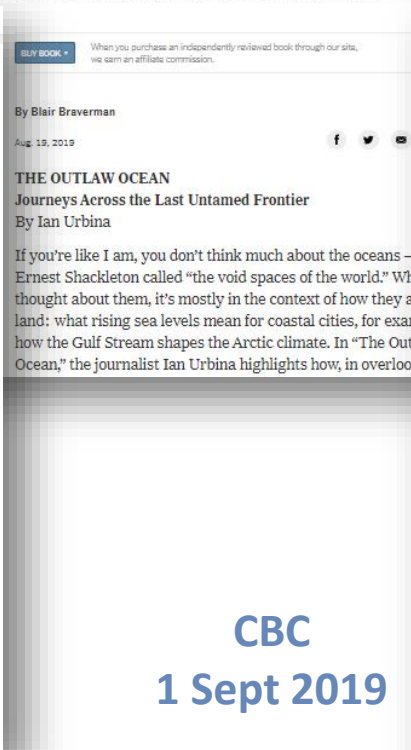 BUY BOOK ▾
When you purchase an independently reviewed book through our site,
we earn an affiliate commission.
By Blair Braverman
Aug. 19, 2019
THE OUTLAW OCEAN
Journeys Across the Last Untamed Frontier
By Ian Urbina
If you’re like I am, you don’t think much about the oceans —
Ernest Shackleton called “the void spaces of the world.”
thought about them, it’s mostly in the context of how they
land: what rising sea levels mean for coastal cities, for
how the Gulf Stream shapes the Arctic climate. In “The
Ocean,” the journalist Ian Urbina highlights how, in
CBC
1 Sept 2019